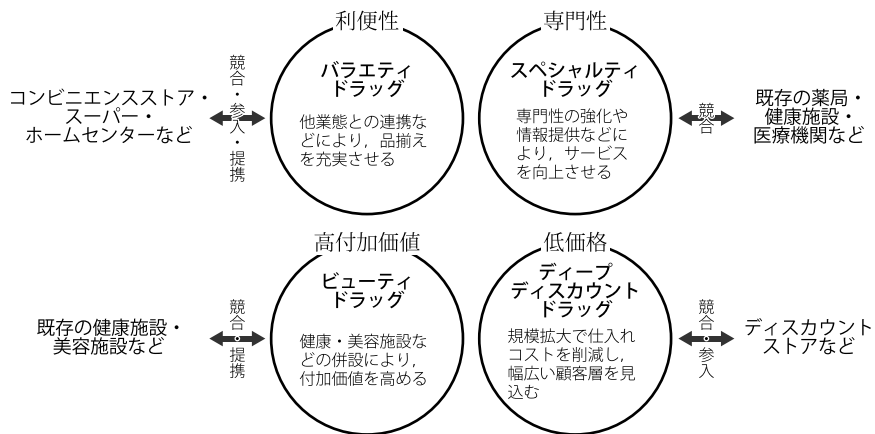 利便性
バラエティ
ドラッグ
他業態との連携な
どにより，品揃え
を充実させる
競合・参入・提携
コンビニエンスストア・
スーパー・
ホームセンターなど
専門性
スペシャルティ
ドラッグ
専門性の強化や
情報提供などに
より，サービス
を向上させる
競合
既存の薬局・
健康施設・
医療機関など
高付加価値
ビューティ
ドラッグ
健康・美容施設な
どの併設により，
付加価値を高める
競合・提携
既存の健康施設・
美容施設など
低価格
ディープ
ディスカウント
ドラッグ
規模拡大で仕入れ
コストを削減し，
幅広い顧客層を見
込む
競合・参入
ディスカウント
ストアなど